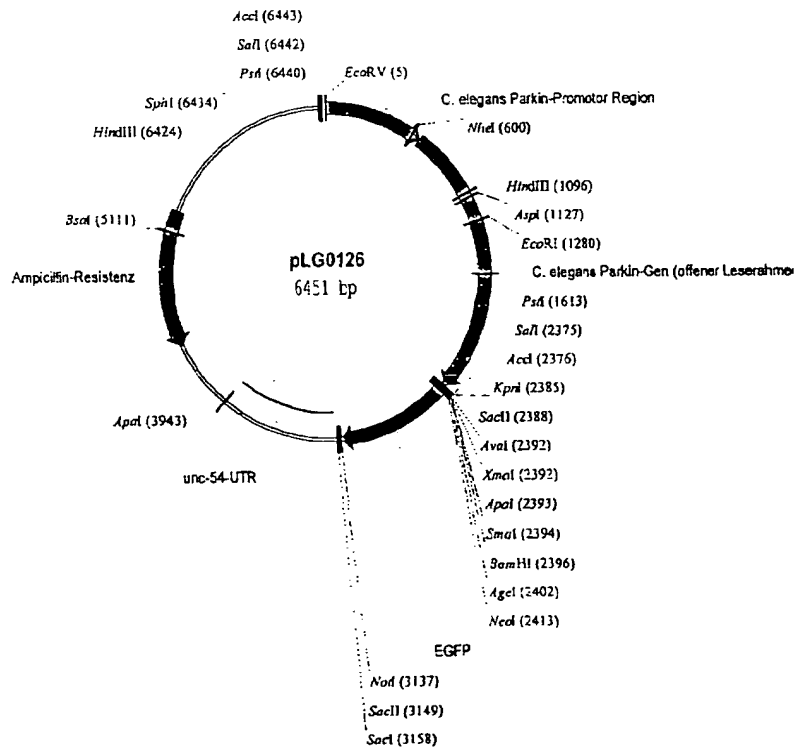 AccI (6443)
SalI (6442)
PstI (6440)
EcoRV (5)
SphI (6434)
HindIII (6424)
C. elegans Parkin-Promotor Region
NheI (600)
HindIII (1096)
AspI (1127)
EcoRI (1280)
BsaI (5111)
pLG0126
6451 bp
Ampicillin-Resistenz
C. elegans Parkin-Gen (offener Leserahmen
PstI (1613)
SalI (2375)
AccI (2376)
KpnI (2385)
SacII (2388)
AvaI (2392)
XmaI (2392)
ApaI (2393)
SmaI (2394)
BamHI (2396)
AgeI (2402)
NcoI (2413)
ApaI (3943)
unc-54-UTR
EGFP
NotI (3137)
SacII (3149)
SacI (3158)